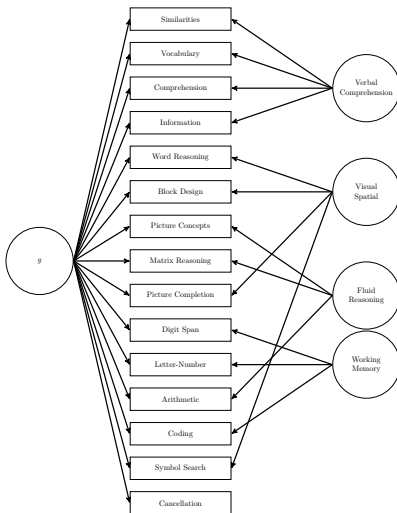 Similarities
Vocabulary
Comprehension
Information
Word Reasoning
Block Design
Picture Concepts
Matrix Reasoning
Picture Completion
Digit Span
Letter-Number
Arithmetic
Coding
Symbol Search
Cancellation
g
Verbal
Comprehension
Visual
Spatial
Fluid
Reasoning
Working
Memory